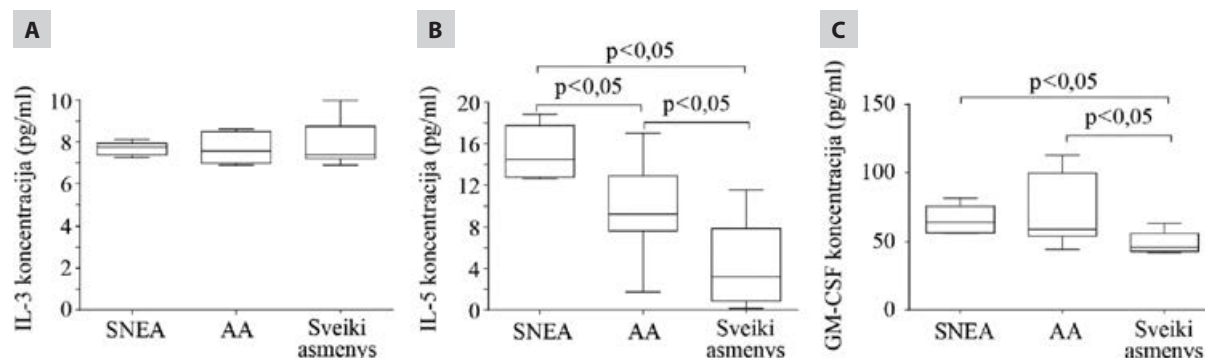 A
IL-3 koncentracija (pg/ml)
10
8
6
4
2
0
SNEA
AA
Sveiki
asmenys
B
p<0,05
p<0,05
p<0,05
IL-5 koncentracija (pg/ml)
20
16
12
8
4
0
SNEA
AA
Sveiki
asmenys
C
p<0,05
p<0,05
GM-CSF koncentracija (pg/ml)
150
100
50
0
SNEA
AA
Sveiki
asmenys